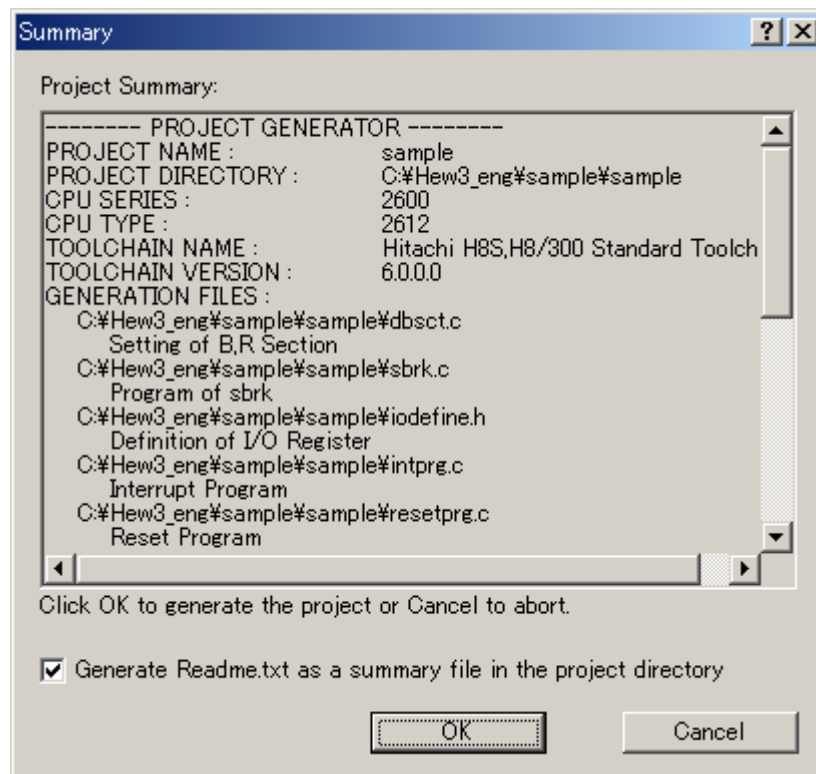 Summary
Project Summary:
-------- PROJECT GENERATOR --------
PROJECT NAME : sample
PROJECT DIRECTORY : C:¥Hew3_eng¥sample¥sample
CPU SERIES : 2600
CPU TYPE : 2612
TOOLCHAIN NAME : Hitachi H8S,H8/300 Standard Toolch
TOOLCHAIN VERSION : 6.0.0.0
GENERATION FILES :
C:¥Hew3_eng¥sample¥sample¥dbsct.c
Setting of B,R Section
C:¥Hew3_eng¥sample¥sample¥sbrk.c
Program of sbrk
C:¥Hew3_eng¥sample¥sample¥iodefine.h
Definition of I/O Register
C:¥Hew3_eng¥sample¥sample¥intprg.c
Interrupt Program
C:¥Hew3_eng¥sample¥sample¥resetprg.c
Reset Program
Click OK to generate the project or Cancel to abort.
Generate Readme.txt as a summary file in the project directory
OK Cancel